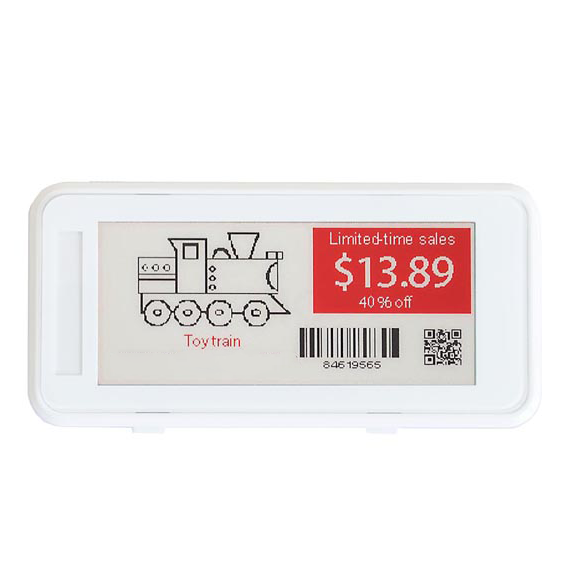 Limited-time sales
$13.89
40% off
Toy train
84619565